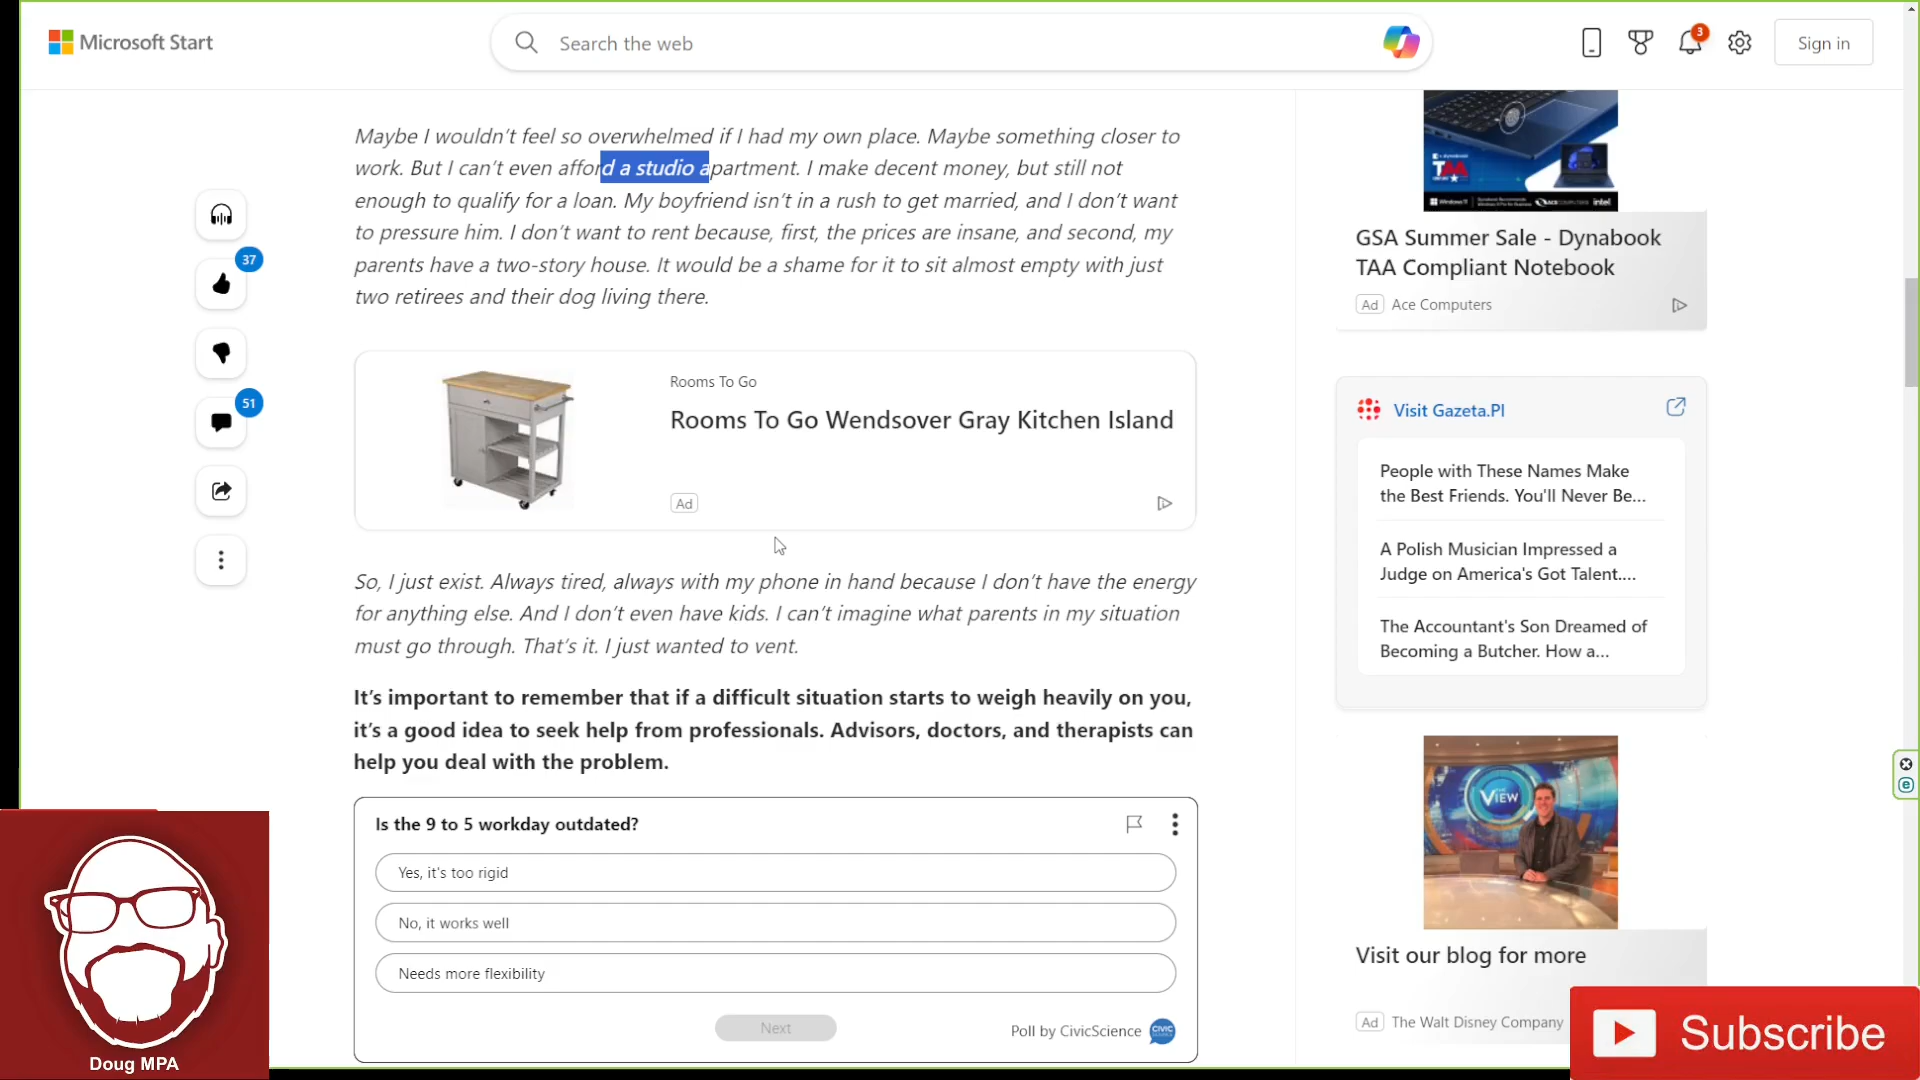 Microsoft Start
Search the web
3
Sign in
Maybe I wouldn't feel so overwhelmed if I had my own place. Maybe something closer to
work. But I can't even afford a studio apartment. I make decent money, but still not
enough to qualify for a loan. My boyfriend isn't in a rush to get married, and I don't want
to pressure him. I don't want to rent because, first, the prices are insane, and second, my
parents have a two-story house. It would be a shame for it to sit almost empty with just
two retirees and their dog living there.
37
51
Rooms To Go
Rooms To Go Wendsover Gray Kitchen Island
Ad
So, I just exist. Always tired, always with my phone in hand because I don't have the energy
for anything else. And I don't even have kids. I can't imagine what parents in my situation
must go through. That's it. I just wanted to vent.
It's important to remember that if a difficult situation starts to weigh heavily on you,
it's a good idea to seek help from professionals. Advisors, doctors, and therapists can
help you deal with the problem.
Is the 9 to 5 workday outdated?
Yes, it's too rigid
No, it works well
Needs more flexibility
Next
Poll by CivicScience
CIVIC
TAA
intel
GSA Summer Sale - Dynabook
TAA Compliant Notebook
Ad Ace Computers
Visit Gazeta.Pl
People with These Names Make
the Best Friends. You'll Never Be...
A Polish Musician Impressed a
Judge on America's Got Talent....
The Accountant's Son Dreamed of
Becoming a Butcher. How a...
VIEW
Visit our blog for more
Ad The Walt Disney Company
Doug MPA
Subscribe